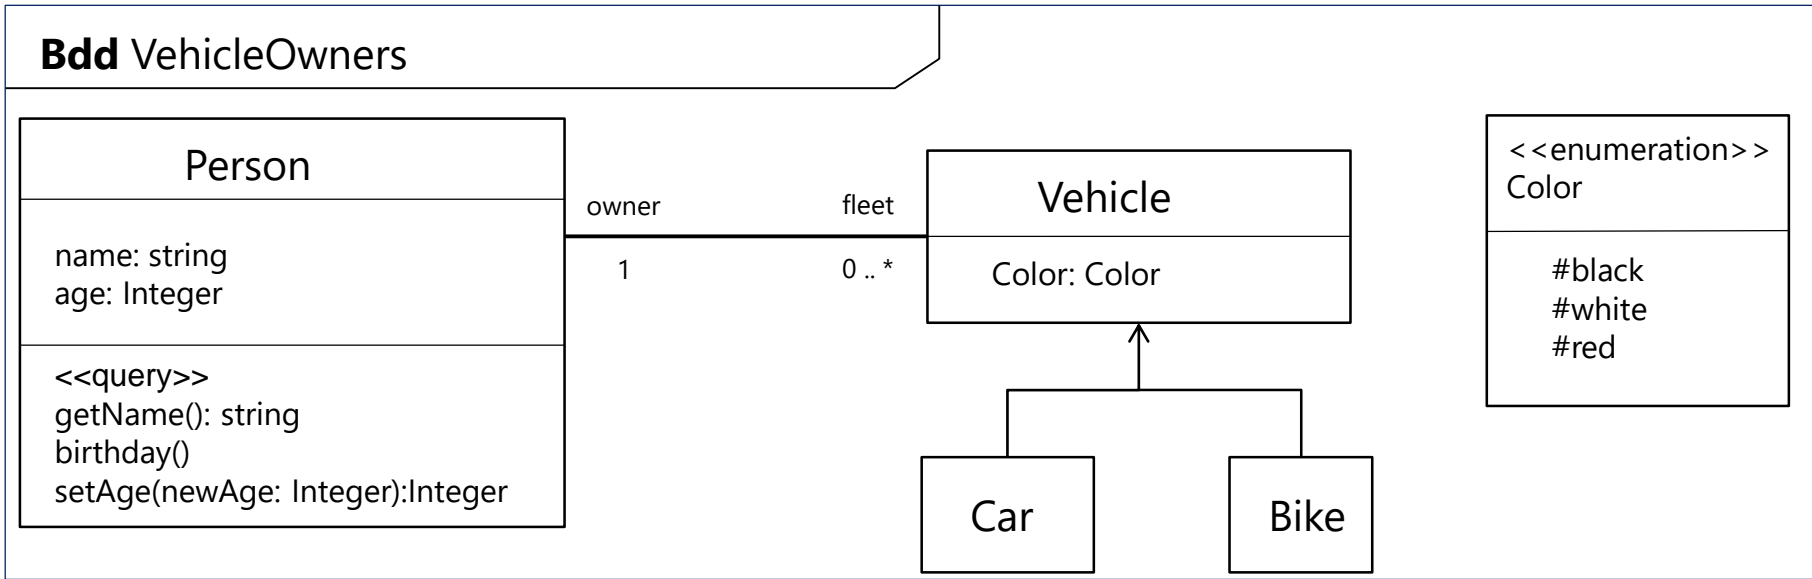 Bdd VehicleOwners
Person
name: string
age: Integer
<<query>>
getName(): string
birthday()
setAge(newAge: Integer):Integer
owner
fleet
1
0 .. *
Vehicle
Color: Color
Car
Bike
<<enumeration>>
Color
#black
#white
#red